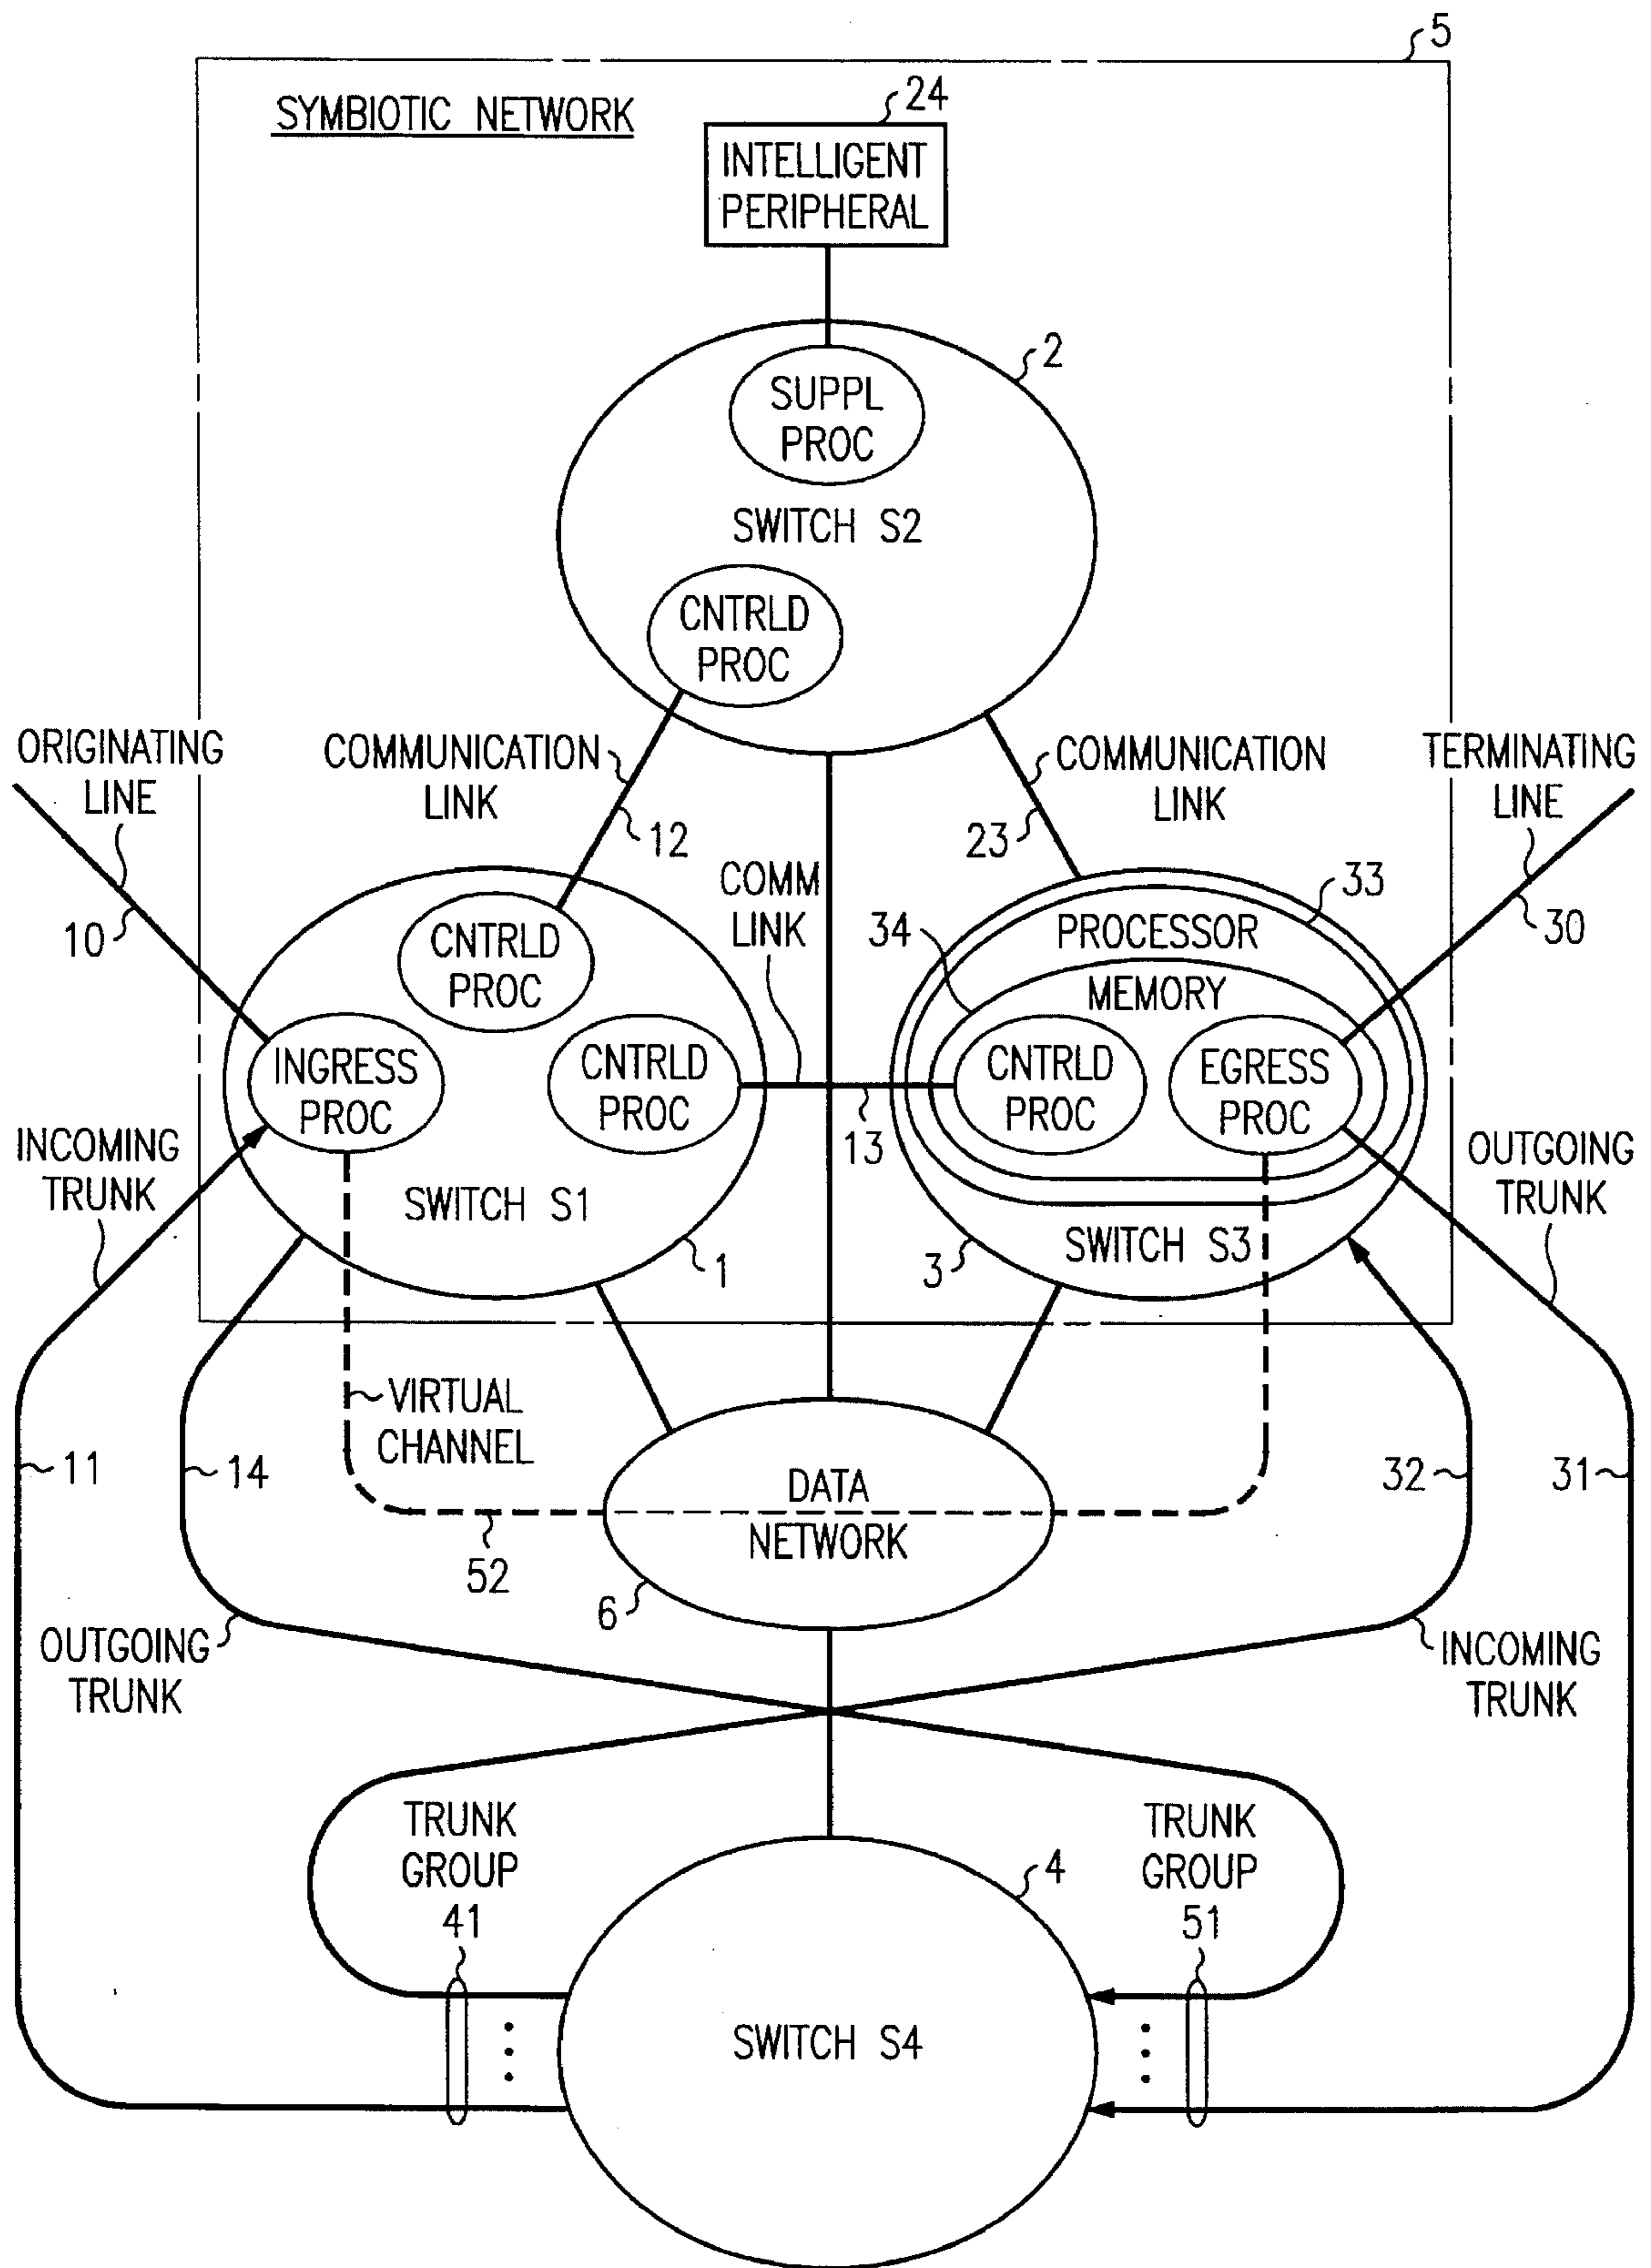 5
SYMBIOTIC NETWORK
24
INTELLIGENT
PERIPHERAL
2
SUPPL
PROC
SWITCH S2
CNTRLD
PROC
ORIGINATING
LINE
COMMUNICATION
LINK
COMMUNICATION
LINK
TERMINATING
LINE
12
23
10
COMM
LINK
33
34
PROCESSOR
30
CNTRLD
PROC
MEMORY
INGRESS
PROC
CNTRLD
PROC
CNTRLD
PROC
EGRESS
PROC
INCOMING
TRUNK
13
OUTGOING
TRUNK
SWITCH S1
1
3
SWITCH S3
VIRTUAL
CHANNEL
11
14
DATA
NETWORK
32
31
52
6
OUTGOING
TRUNK
INCOMING
TRUNK
TRUNK
GROUP
41
4
TRUNK
GROUP
51
SWITCH S4